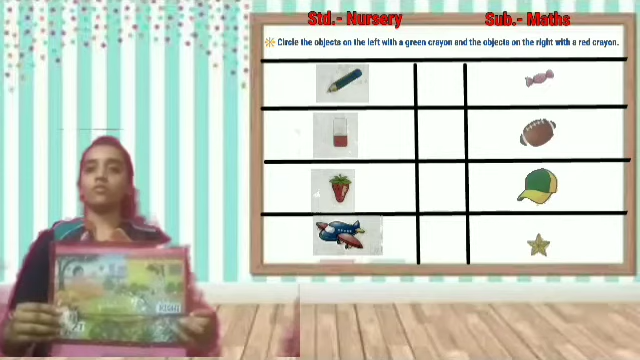 Std.- Nursery Sub.- Maths
Circle the objects on the left with a green crayon and the objects on the right with a red crayon.
RIGHT